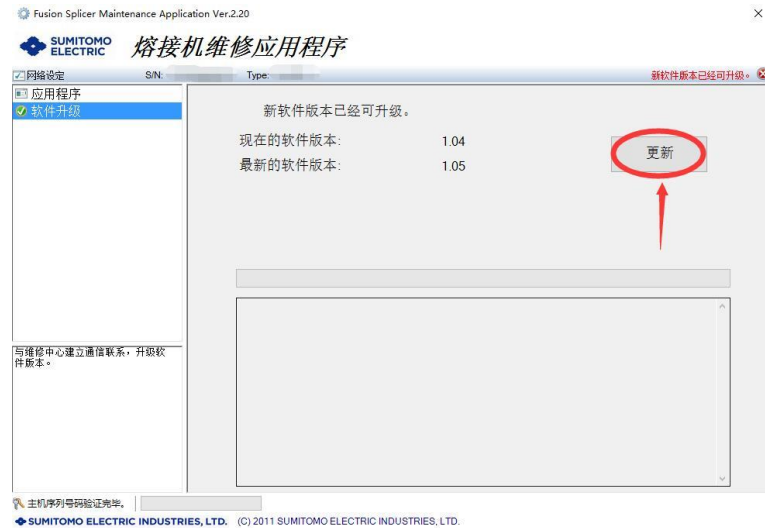 Fusion Splicer Maintenance Application Ver.2.20
SUMITOMO
ELECTRIC
熔接机维修应用程序
网络设定 S/N: Type: 新软件版本已经可升级。
应用程序
软件升级
新软件版本已经可升级。
现在的软件版本: 1.04
最新的软件版本: 1.05
更新
与维修中心建立通信联系，升级软
件版本。
主机序列号码验证完毕。
SUMITOMO ELECTRIC INDUSTRIES, LTD. (C) 2011 SUMITOMO ELECTRIC INDUSTRIES, LTD.